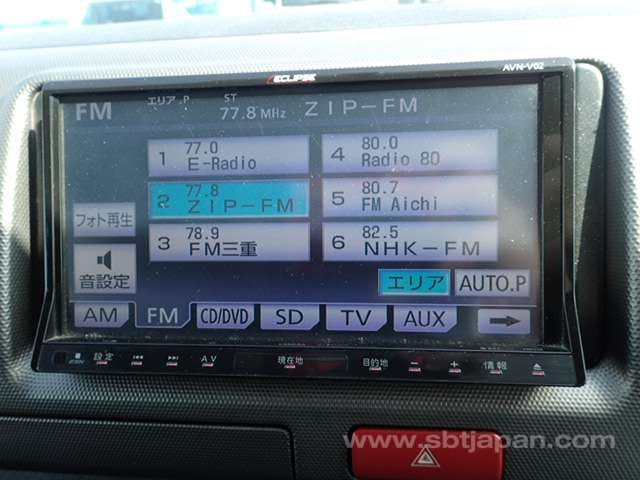 ECLIPSE AVN-V02
FM エリア P ST 77.8 MHz ZIP-FM
1 77.0 E-Radio
4 80.0 Radio 80
2 77.8 ZIP-FM
5 80.7 FM Aichi
3 78.9 FM三重
6 82.5 NHK-FM
フォト再生
音設定
エリア AUTO.P
AM FM CD/DVD SD TV AUX
設定 AV 現在地 目的地 − + 情報
www.sbtjapan.com